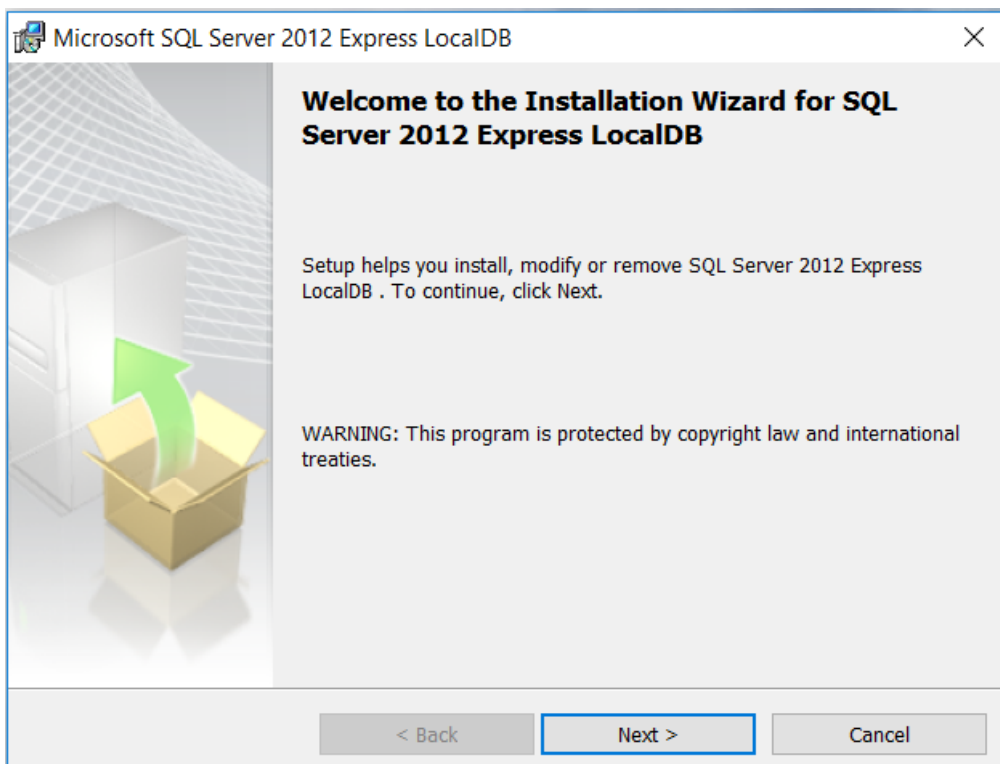 Microsoft SQL Server 2012 Express LocalDB
Welcome to the Installation Wizard for SQL
Server 2012 Express LocalDB
Setup helps you install, modify or remove SQL Server 2012 Express
LocalDB . To continue, click Next.
WARNING: This program is protected by copyright law and international
treaties.
< Back
Next >
Cancel